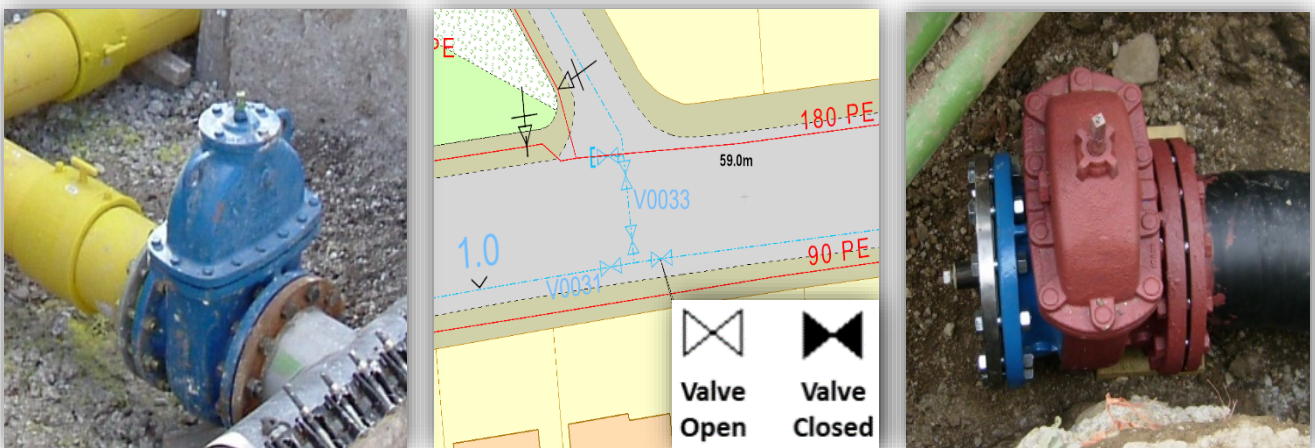 PE
180 PE
59.0m
V0033
1.0
V0031
90 PE
Valve Open
Valve Closed